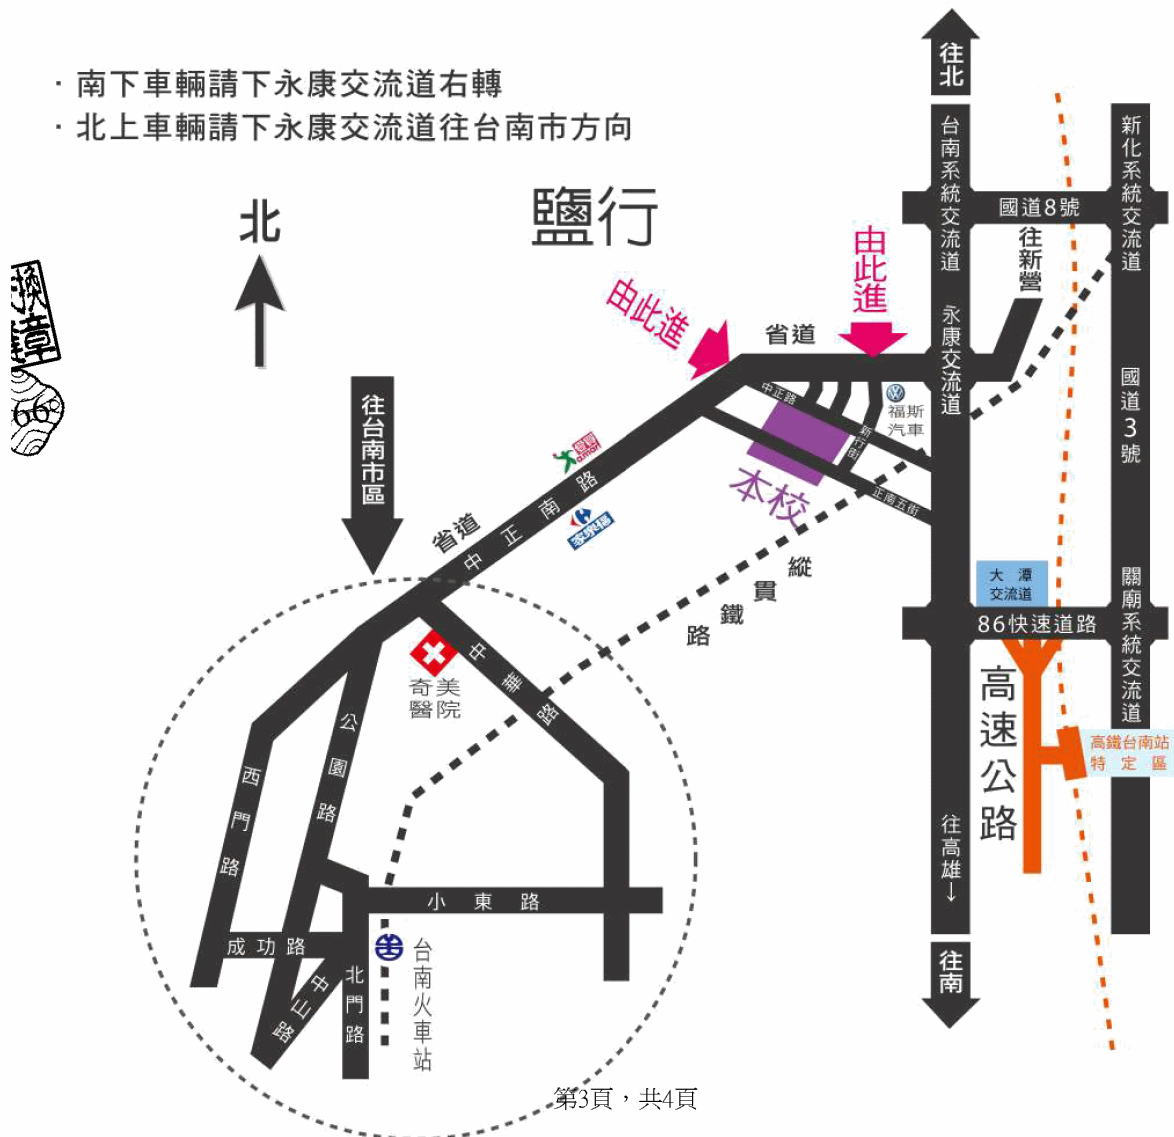 · 南下車輛請下永康交流道右轉
· 北上車輛請下永康交流道往台南市方向
往北
北
鹽行
台南系統交流道
新化系統交流道
國道8號
往新營
由此進
由此進
省道
永康交流道
國道3號
中正路
福斯
汽車
新行街
正南五街
本校
換章
66
往台南市區
愛買
a.mart
家樂福
省道
中正南路
縱貫鐵路
大潭
交流道
86快速道路
關廟系統交流道
高速公路
高鐵台南站
特定區
奇美
醫院
中華路
公園路
西門路
小東路
成功路
中山路
北門路
台南火車站
往高雄↓
往南
第3頁，共4頁